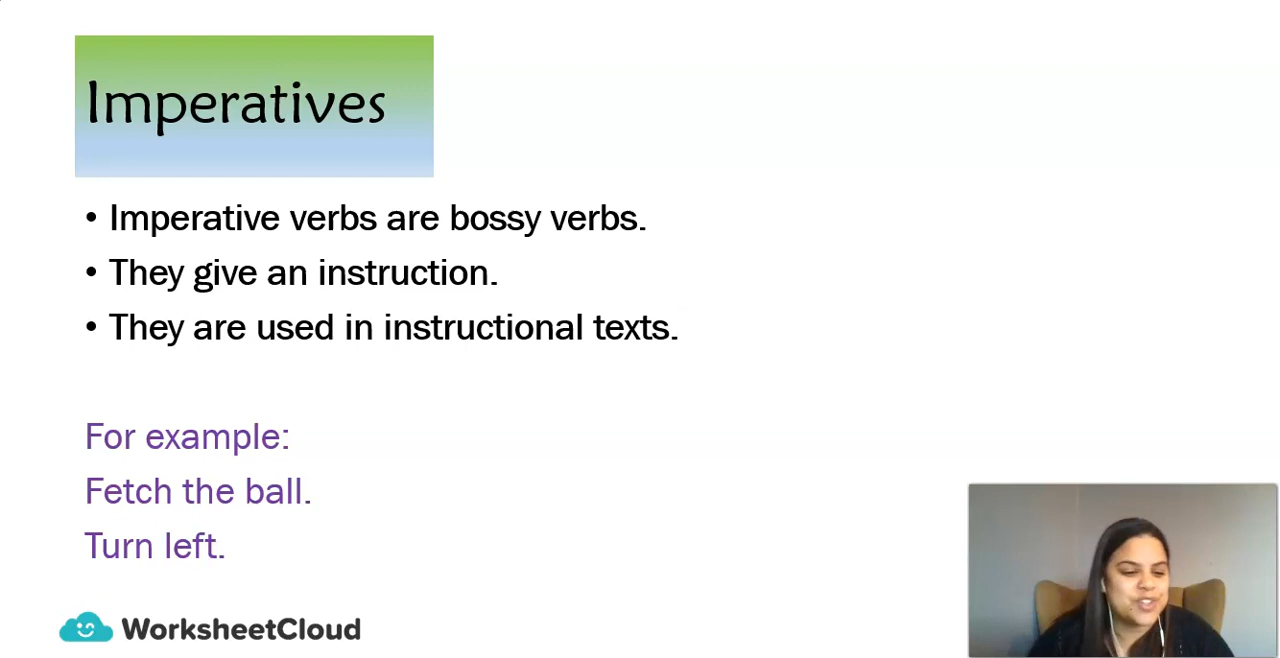 Imperatives
• Imperative verbs are bossy verbs.
• They give an instruction.
• They are used in instructional texts.
For example:
Fetch the ball.
Turn left.
WorksheetCloud